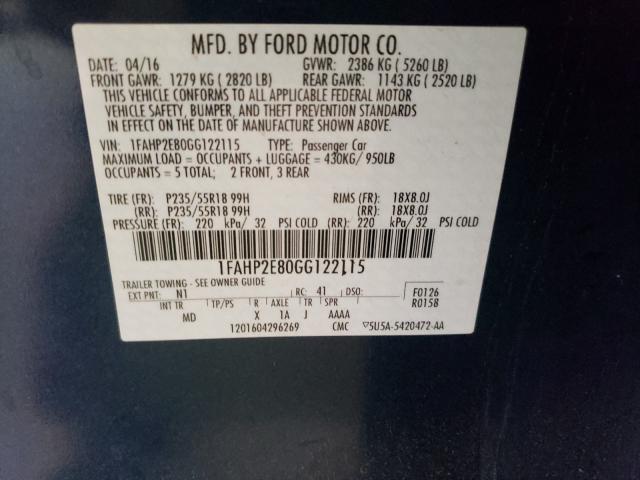 MFD. BY FORD MOTOR CO.
DATE: 04/16 GVWR: 2386 KG (5260 LB)
FRONT GAWR: 1279 KG (2820 LB) REAR GAWR: 1143 KG (2520 LB)
THIS VEHICLE CONFORMS TO ALL APPLICABLE FEDERAL MOTOR
VEHICLE SAFETY, BUMPER, AND THEFT PREVENTION STANDARDS
IN EFFECT ON THE DATE OF MANUFACTURE SHOWN ABOVE.
VIN: 1FAHP2E80GG122115 TYPE: Passenger Car
MAXIMUM LOAD = OCCUPANTS + LUGGAGE = 430KG/ 950LB
OCCUPANTS = 5 TOTAL; 2 FRONT, 3 REAR
TIRE (FR): P235/55R18 99H RIMS (FR): 18X8.0J
(RR): P235/55R18 99H (RR): 18X8.0J
PRESSURE (FR): 220 kPa/ 32 PSI COLD (RR): 220 kPa/ 32 PSI COLD
1FAHP2E80GG122115
TRAILER TOWING - SEE OWNER GUIDE
EXT PNT: N1 RC: 41 DSO: F0126
INT TR TP/PS R AXLE TR SPR R0158
MD X 1A J AAAA
1201604296269 CMC ▽5U5A-5420472-AA